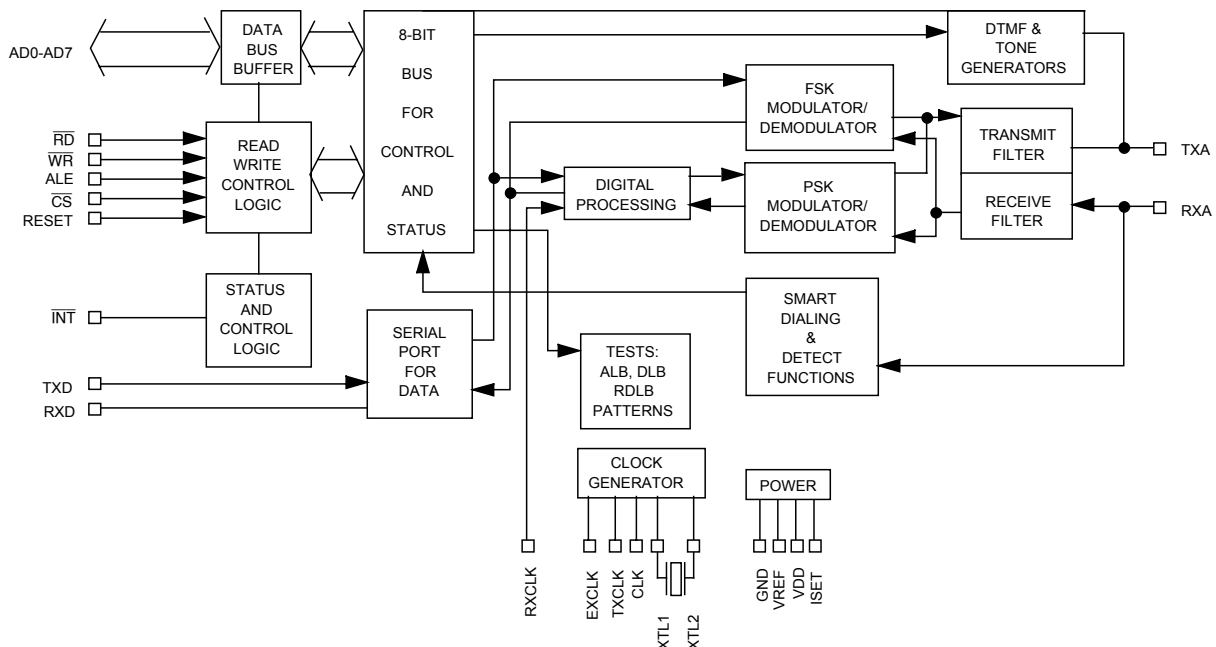 AD0-AD7
DATA
BUS
BUFFER
8-BIT
BUS
FOR
CONTROL
AND
STATUS
DTMF &
TONE
GENERATORS
RD
WR
ALE
CS
RESET
READ
WRITE
CONTROL
LOGIC
FSK
MODULATOR/
DEMODULATOR
TRANSMIT
FILTER
TXA
DIGITAL
PROCESSING
PSK
MODULATOR/
DEMODULATOR
RECEIVE
FILTER
RXA
INT
STATUS
AND
CONTROL
LOGIC
SMART
DIALING
&
DETECT
FUNCTIONS
TXD
RXD
SERIAL
PORT
FOR
DATA
TESTS:
ALB, DLB
RDLB
PATTERNS
CLOCK
GENERATOR
POWER
RXCLK
EXCLK
TXCLK
CLK
XTL1
XTL2
GND
VREF
VDD
ISET